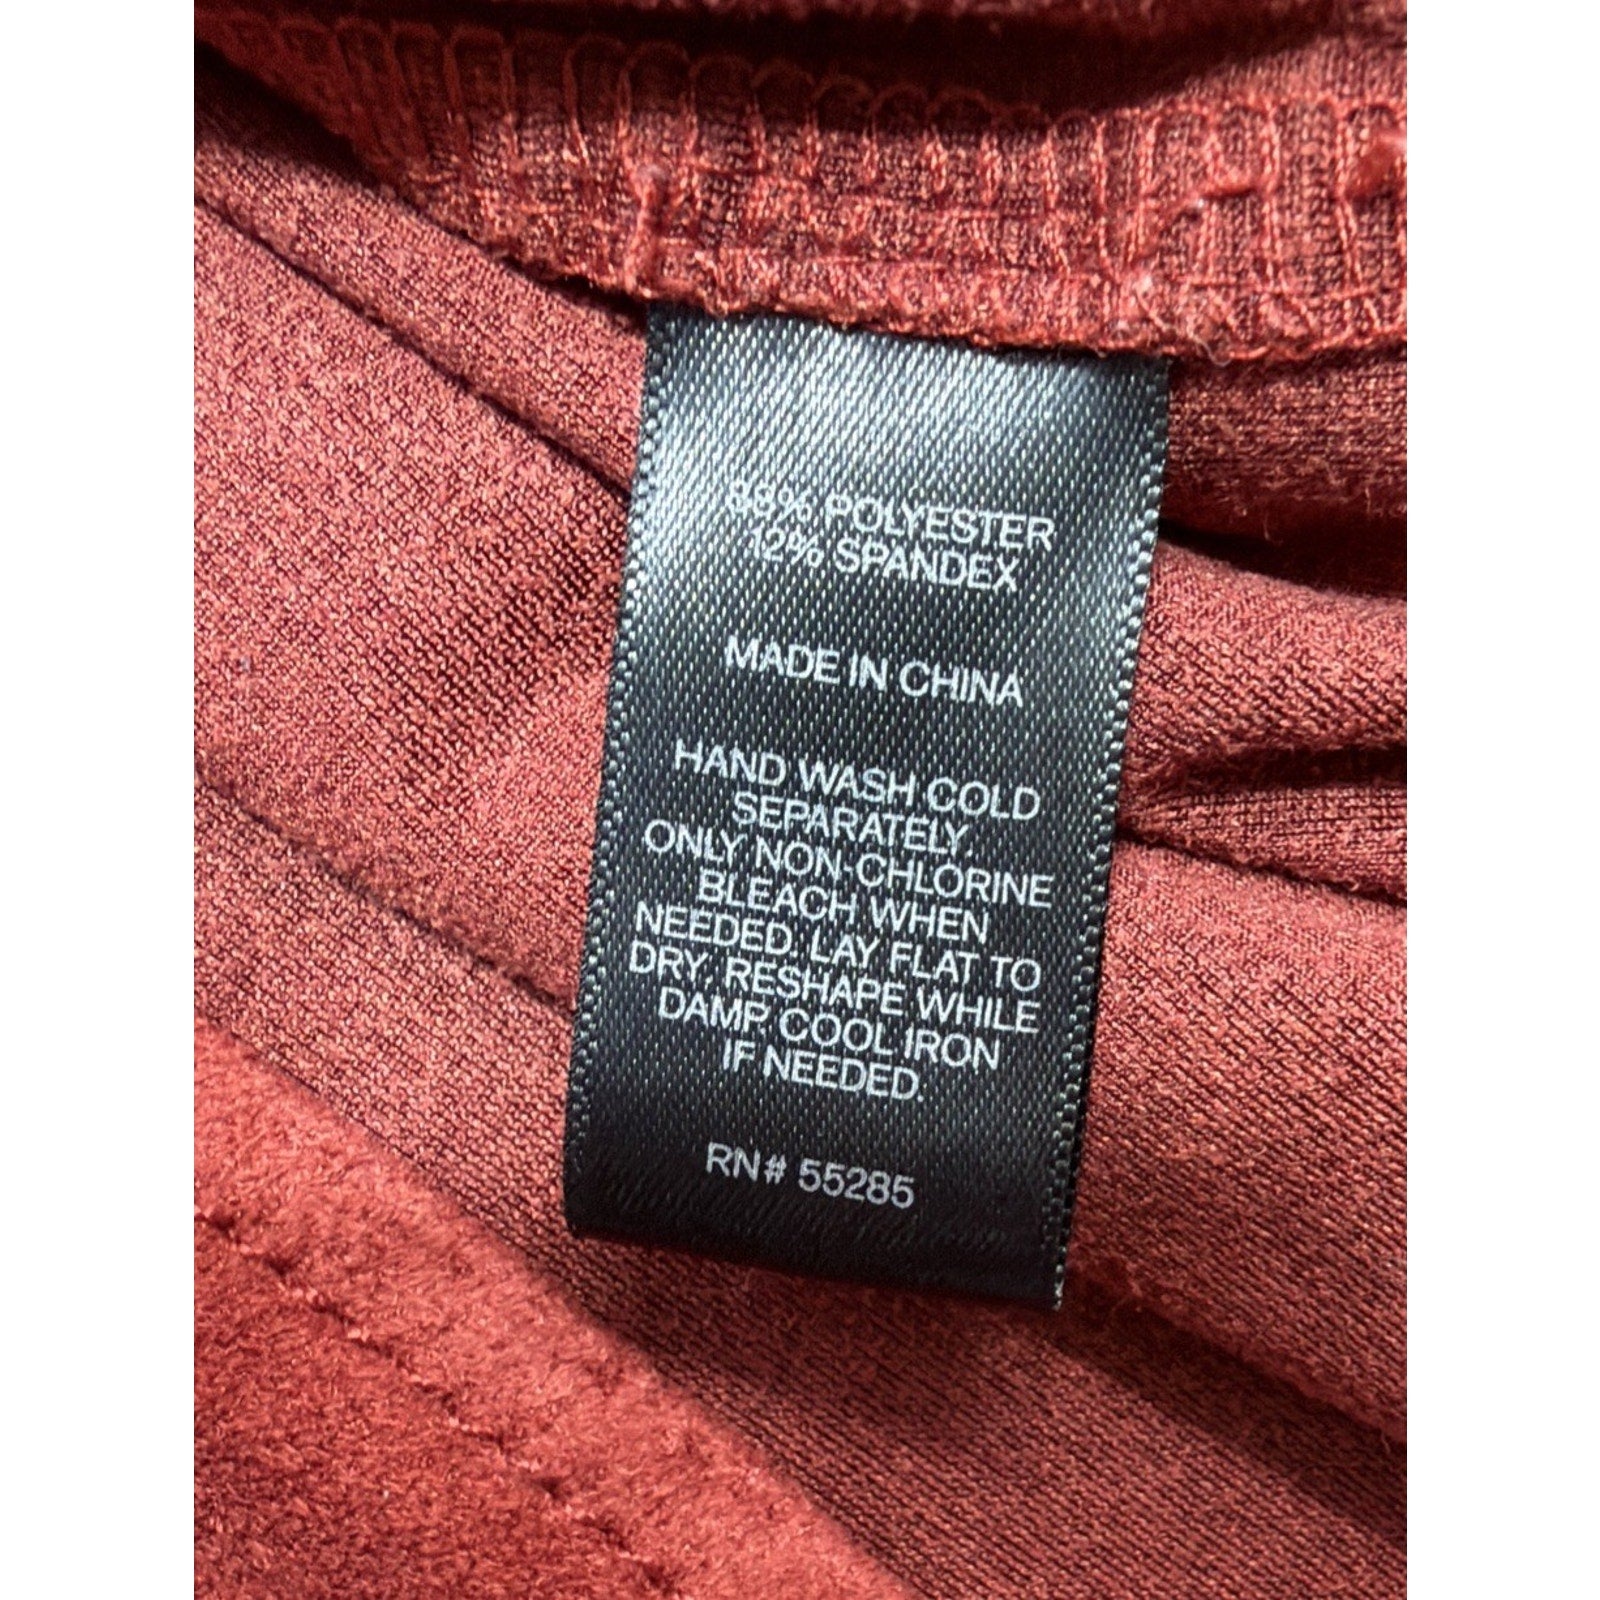 88% POLYESTER
12% SPANDEX
MADE IN CHINA
HAND WASH COLD
SEPARATELY.
ONLY NON-CHLORINE
BLEACH WHEN
NEEDED. LAY FLAT TO
DRY. RESHAPE WHILE
DAMP. COOL IRON
IF NEEDED.
RN# 55285